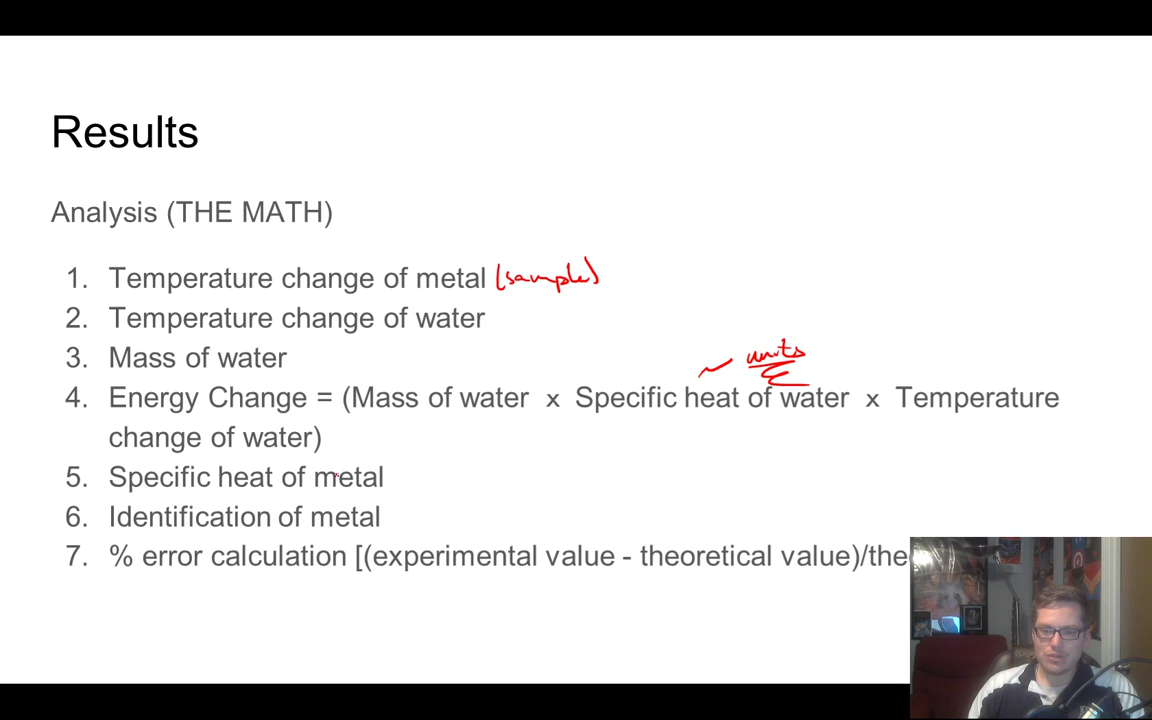 Results
Analysis (THE MATH)
1. Temperature change of metal (sample)
2. Temperature change of water
3. Mass of water
units
4. Energy Change = (Mass of water x Specific heat of water x Temperature
change of water)
5. Specific heat of metal
6. Identification of metal
7. % error calculation [(experimental value - theoretical value)/the